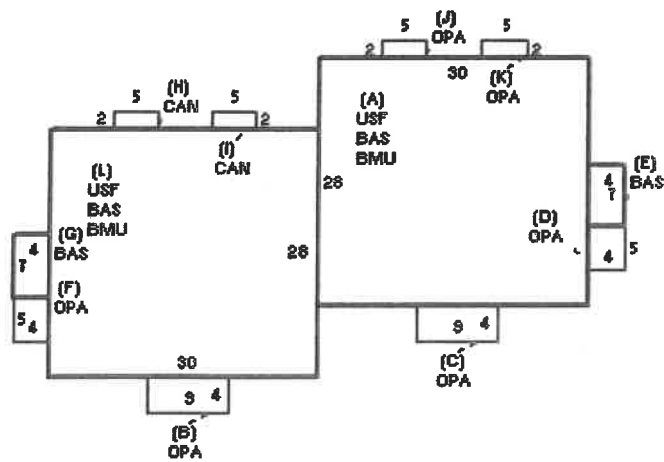 5 (J) 5
2 OPA 2
30 (K)
OPA
(H)
5 CAN 5
2 2
(I)
CAN
(A)
USF
BAS
BMU
(L)
USF
BAS
BMU
28
28
(E)
4 BAS
7
(D)
OPA
4 5
(G)
4 BAS
7
(F)
OPA
5 4
9 4
(C)
OPA
30
9 4
(B)
OPA